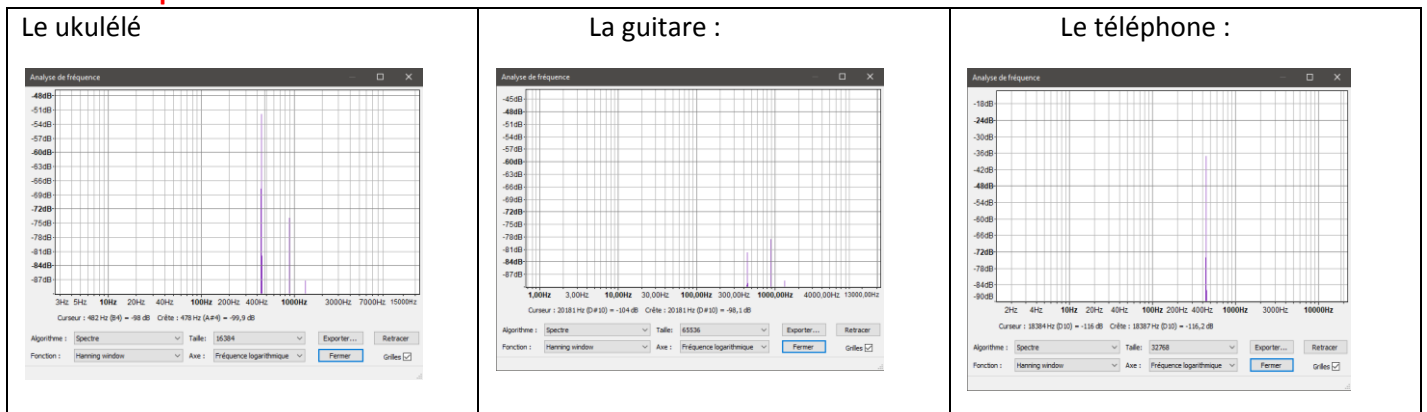 Le ukulélé
Analyse de fréquence
-48dB
-51dB
-54dB
-57dB
-60dB
-63dB
-66dB
-69dB
-72dB
-75dB
-78dB
-81dB
-84dB
-87dB
3Hz 5Hz 10Hz 20Hz 40Hz 100Hz 200Hz 400Hz 1000Hz 3000Hz 7000Hz 15000Hz
Curseur : 482 Hz (B4) = -98 dB Crête : 478 Hz (A#4) = -99,9 dB
Algorithme : Spectre Taille: 16384 Exporter... Retracer
Fonction : Hanning window Axe : Fréquence logarithmique Fermer Grilles
La guitare :
Analyse de fréquence
-45dB
-48dB
-51dB
-54dB
-57dB
-60dB
-63dB
-66dB
-69dB
-72dB
-75dB
-78dB
-81dB
-84dB
-87dB
1,00Hz 3,00Hz 10,00Hz 30,00Hz 100,00Hz 300,00Hz 1000,00Hz 4000,00Hz 13000,00Hz
Curseur : 20181 Hz (D#10) = -104 dB Crête : 20181 Hz (D#10) = -98,1 dB
Algorithme : Spectre Taille: 65536 Exporter... Retracer
Fonction : Hanning window Axe : Fréquence logarithmique Fermer Grilles
Le téléphone :
Analyse de fréquence
-18dB
-24dB
-30dB
-36dB
-42dB
-48dB
-54dB
-60dB
-66dB
-72dB
-78dB
-84dB
-90dB
2Hz 4Hz 10Hz 20Hz 40Hz 100Hz 200Hz 400Hz 1000Hz 3000Hz 10000Hz
Curseur : 18384 Hz (D10) = -116 dB Crête : 18387 Hz (D10) = -116,2 dB
Algorithme : Spectre Taille: 32768 Exporter... Retracer
Fonction : Hanning window Axe : Fréquence logarithmique Fermer Grilles